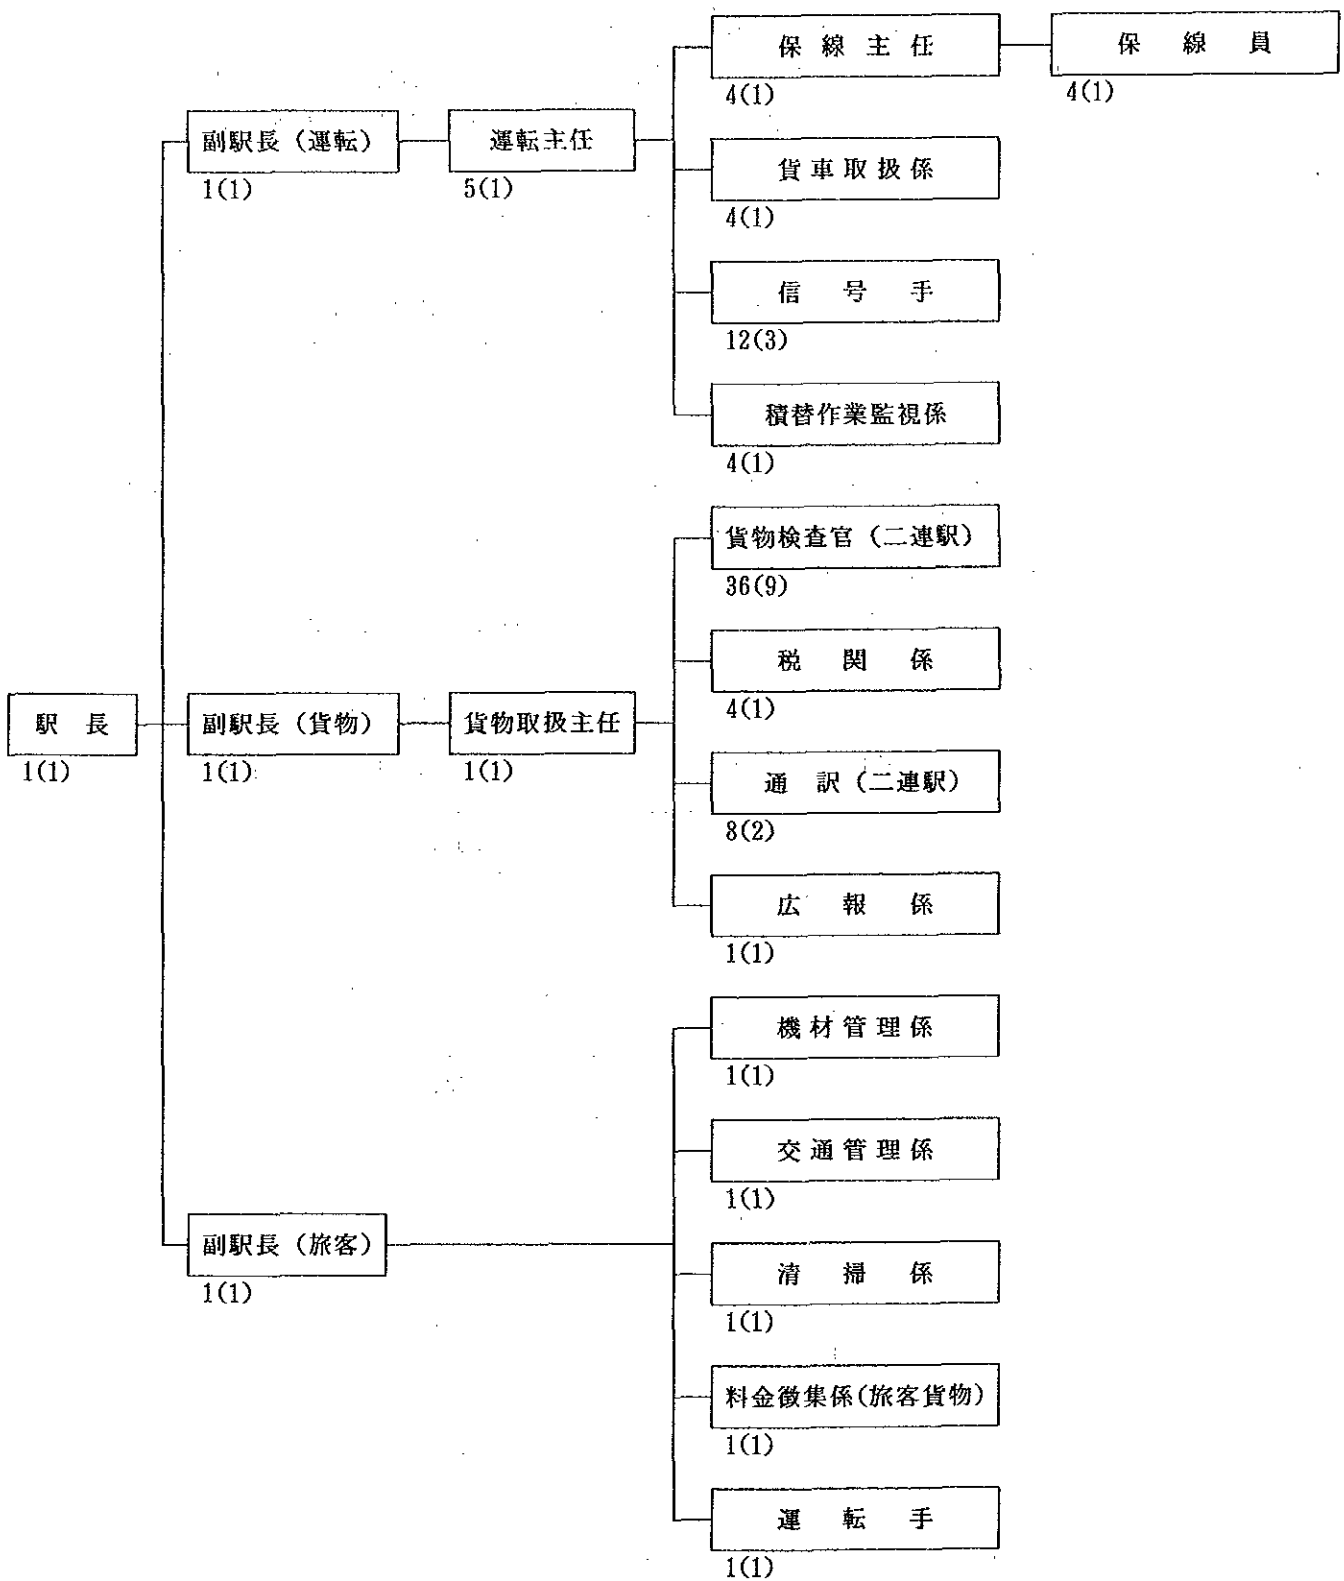 保線主任
4(1)
保線員
4(1)
副駅長（運転）
1(1)
運転主任
5(1)
貨車取扱係
4(1)
信号手
12(3)
積替作業監視係
4(1)
貨物検査官（二連駅）
36(9)
税関係
4(1)
駅長
1(1)
副駅長（貨物）
1(1)
貨物取扱主任
1(1)
通訳（二連駅）
8(2)
広報係
1(1)
機材管理係
1(1)
交通管理係
1(1)
副駅長（旅客）
1(1)
清掃係
1(1)
料金徴集係(旅客貨物)
1(1)
運転手
1(1)